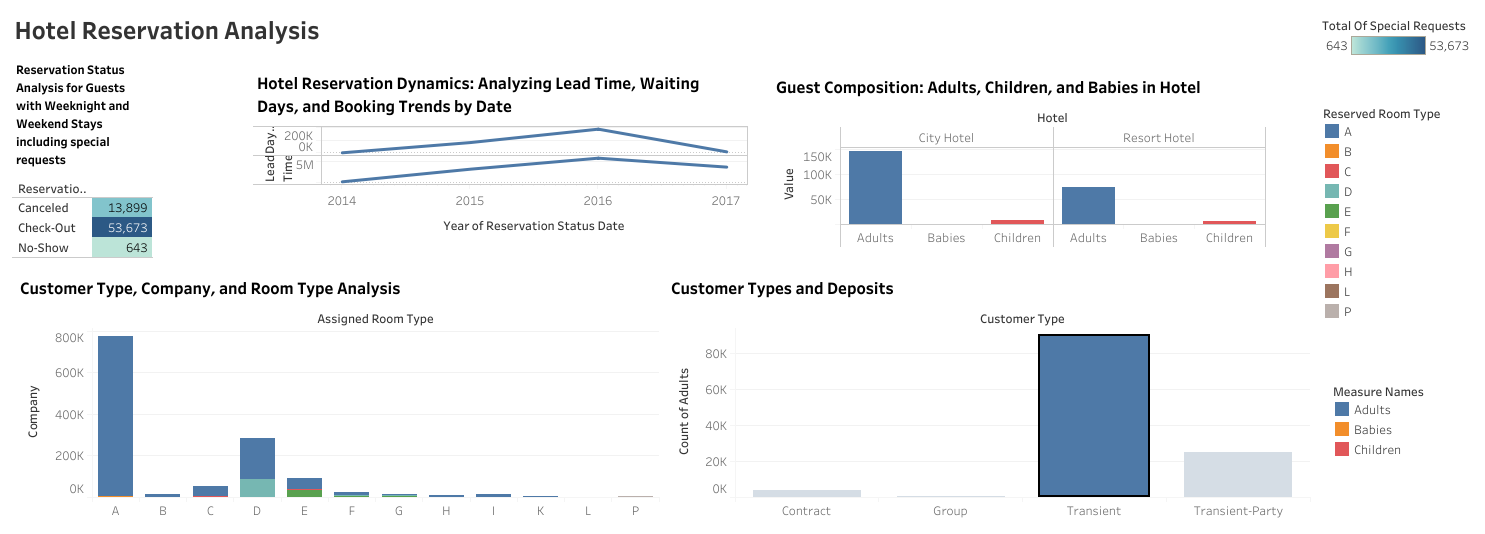 Hotel Reservation Analysis
Total Of Special Requests
643 53,673
Reservation Status
Analysis for Guests
with Weeknight and
Weekend Stays
including special
requests
Reservatio..
Canceled 13,899
Check-Out 53,673
No-Show 643
Hotel Reservation Dynamics: Analyzing Lead Time, Waiting
Days, and Booking Trends by Date
Day..
200K
0K
Lead
Time
5M
2014 2015 2016 2017
Year of Reservation Status Date
Guest Composition: Adults, Children, and Babies in Hotel
Hotel
City Hotel Resort Hotel
Value
150K
100K
50K
Adults Babies Children Adults Babies Children
Reserved Room Type
A
B
C
D
E
F
G
H
L
P
Customer Type, Company, and Room Type Analysis
Assigned Room Type
Company
800K
600K
400K
200K
0K
A B C D E F G H I K L P
Customer Types and Deposits
Customer Type
Count of Adults
80K
60K
40K
20K
0K
Contract Group Transient Transient-Party
Measure Names
Adults
Babies
Children